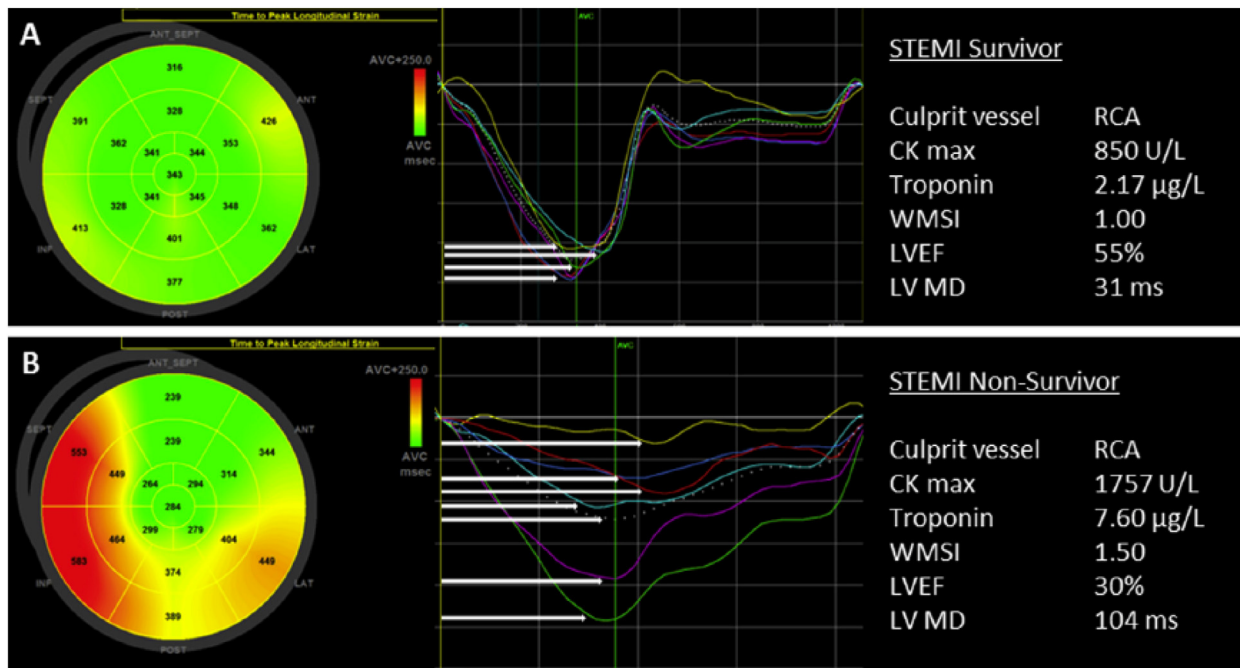 A
Time to Peak Longitudinal Strain
ANT_SEPT
SEPT
ANT
INF
LAT
POST
316
328
391
426
362
341
344
353
343
328
341
345
348
413
401
362
377
AVC+250.0
AVC
msec
AVC
STEMI Survivor
Culprit vessel RCA
CK max 850 U/L
Troponin 2.17 µg/L
WMSI 1.00
LVEF 55%
LV MD 31 ms
B
Time to Peak Longitudinal Strain
ANT_SEPT
SEPT
ANT
INF
LAT
POST
239
239
553
344
449
264
294
314
284
464
299
279
404
583
374
449
389
AVC+250.0
AVC
msec
AVC
STEMI Non-Survivor
Culprit vessel RCA
CK max 1757 U/L
Troponin 7.60 µg/L
WMSI 1.50
LVEF 30%
LV MD 104 ms